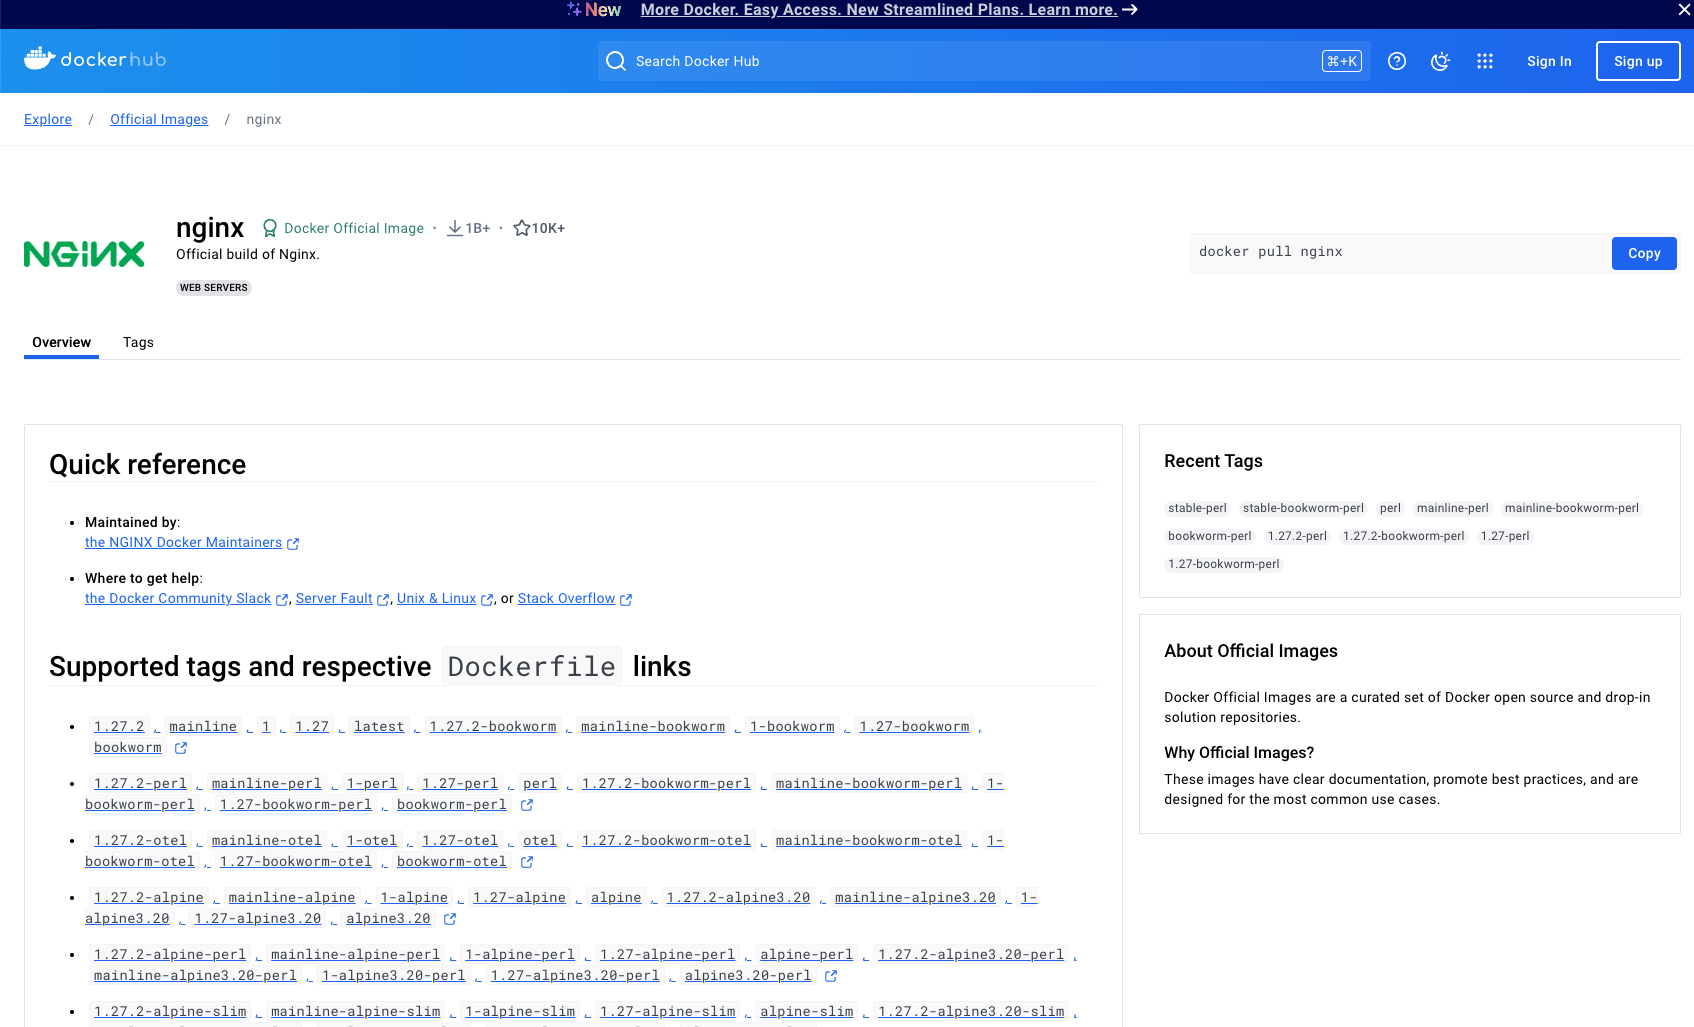 New More Docker. Easy Access. New Streamlined Plans. Learn more.
dockerhub
Search Docker Hub
⌘+K
Sign In
Sign up
Explore / Official Images / nginx
NGINX
nginx Docker Official Image • 1B+ • 10K+
Official build of Nginx.
WEB SERVERS
docker pull nginx
Copy
Overview Tags
Quick reference
Maintained by:
the NGINX Docker Maintainers
Where to get help:
the Docker Community Slack, Server Fault, Unix & Linux, or Stack Overflow
Supported tags and respective Dockerfile links
1.27.2, mainline, 1, 1.27, latest, 1.27.2-bookworm, mainline-bookworm, 1-bookworm, 1.27-bookworm,
bookworm
1.27.2-perl, mainline-perl, 1-perl, 1.27-perl, perl, 1.27.2-bookworm-perl, mainline-bookworm-perl, 1-
bookworm-perl, 1.27-bookworm-perl, bookworm-perl
1.27.2-otel, mainline-otel, 1-otel, 1.27-otel, otel, 1.27.2-bookworm-otel, mainline-bookworm-otel, 1-
bookworm-otel, 1.27-bookworm-otel, bookworm-otel
1.27.2-alpine, mainline-alpine, 1-alpine, 1.27-alpine, alpine, 1.27.2-alpine3.20, mainline-alpine3.20, 1-
alpine3.20, 1.27-alpine3.20, alpine3.20
1.27.2-alpine-perl, mainline-alpine-perl, 1-alpine-perl, 1.27-alpine-perl, alpine-perl, 1.27.2-alpine3.20-perl,
mainline-alpine3.20-perl, 1-alpine3.20-perl, 1.27-alpine3.20-perl, alpine3.20-perl
1.27.2-alpine-slim, mainline-alpine-slim, 1-alpine-slim, 1.27-alpine-slim, alpine-slim, 1.27.2-alpine3.20-slim,
Recent Tags
stable-perl stable-bookworm-perl perl mainline-perl mainline-bookworm-perl
bookworm-perl 1.27.2-perl 1.27.2-bookworm-perl 1.27-perl
1.27-bookworm-perl
About Official Images
Docker Official Images are a curated set of Docker open source and drop-in
solution repositories.
Why Official Images?
These images have clear documentation, promote best practices, and are
designed for the most common use cases.